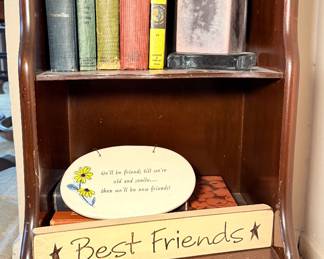 We'll be friends till we're
old and senile...
then we'll be new friends!
Best Friends